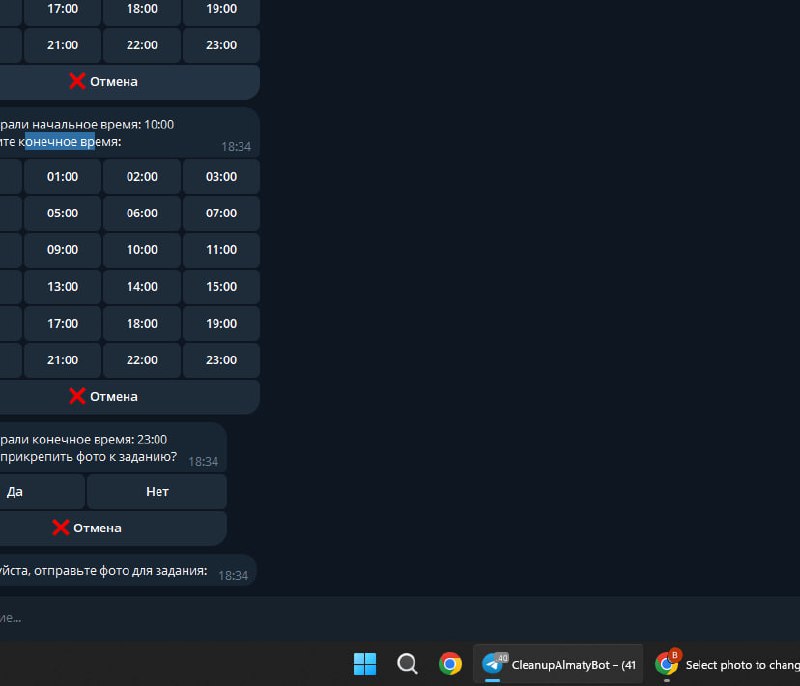 17:00 18:00 19:00
21:00 22:00 23:00
❌ Отмена
рали начальное время: 10:00
ите конечное время:
18:34
01:00 02:00 03:00
05:00 06:00 07:00
09:00 10:00 11:00
13:00 14:00 15:00
17:00 18:00 19:00
21:00 22:00 23:00
❌ Отмена
рали конечное время: 23:00
прикрепить фото к заданию? 18:34
Да Нет
❌ Отмена
уйста, отправьте фото для задания: 18:34
ие...
40 CleanupAlmatyBot – (41 B Select photo to chang